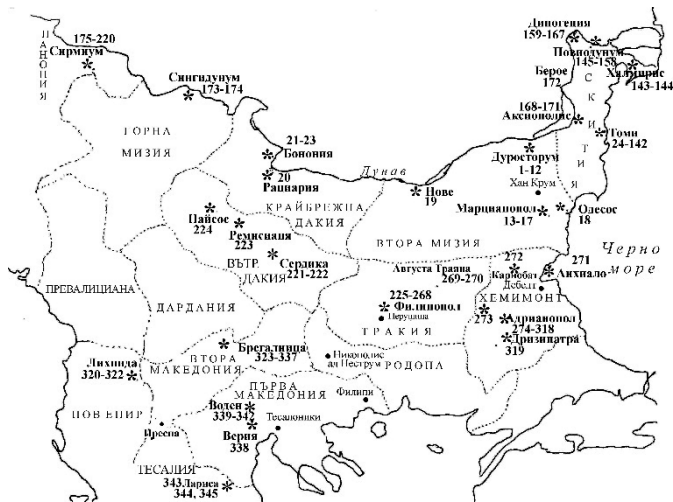 175-220
Сирмиум
ПАНОНИЯ
Сингидунум
173-174
Диногения
159-167
Новподунум
145-158
Халмирис
143-144
Берое
172
СКИТИЯ
168-171
Аксиополис
Томи
24-142
ГОРНА
МИЗИЯ
21-23
Бонония
20
Рациария
Дунав
Нове
19
Дуросторум
1-12
Хан Крум
Марцианопол
13-17
Одесос
18
Пайсос
224
Ремисиана
223
КРАЙБРЕЖНА
ДАКИЯ
ВТОРА МИЗИЯ
Сердика
221-222
ВЪТР.
ДАКИЯ
Августа Траяна
269-270
272
Карнобат
Дебелт
271
Анхиало
Черно
море
ПРЕВАЛИЦИАНА
ДАРДАНИЯ
225-268
Филипопол
Перущица
ТРАКИЯ
ХЕМИМОНТ
273
Адрианопол
274-318
Дризипатра
319
Брегалница
323-337
ВТОРА
МАКЕДОНИЯ
Лихнида
320-322
Никополис
ад Нестум
РОДОПА
ПЪРВА
МАКЕДОНИЯ
Филипи
НОВ ЕПИР
Преспа
Воден
339-342
Верия
338
Тесалоники
ТЕСАЛИЯ
343 Лариса
344, 345